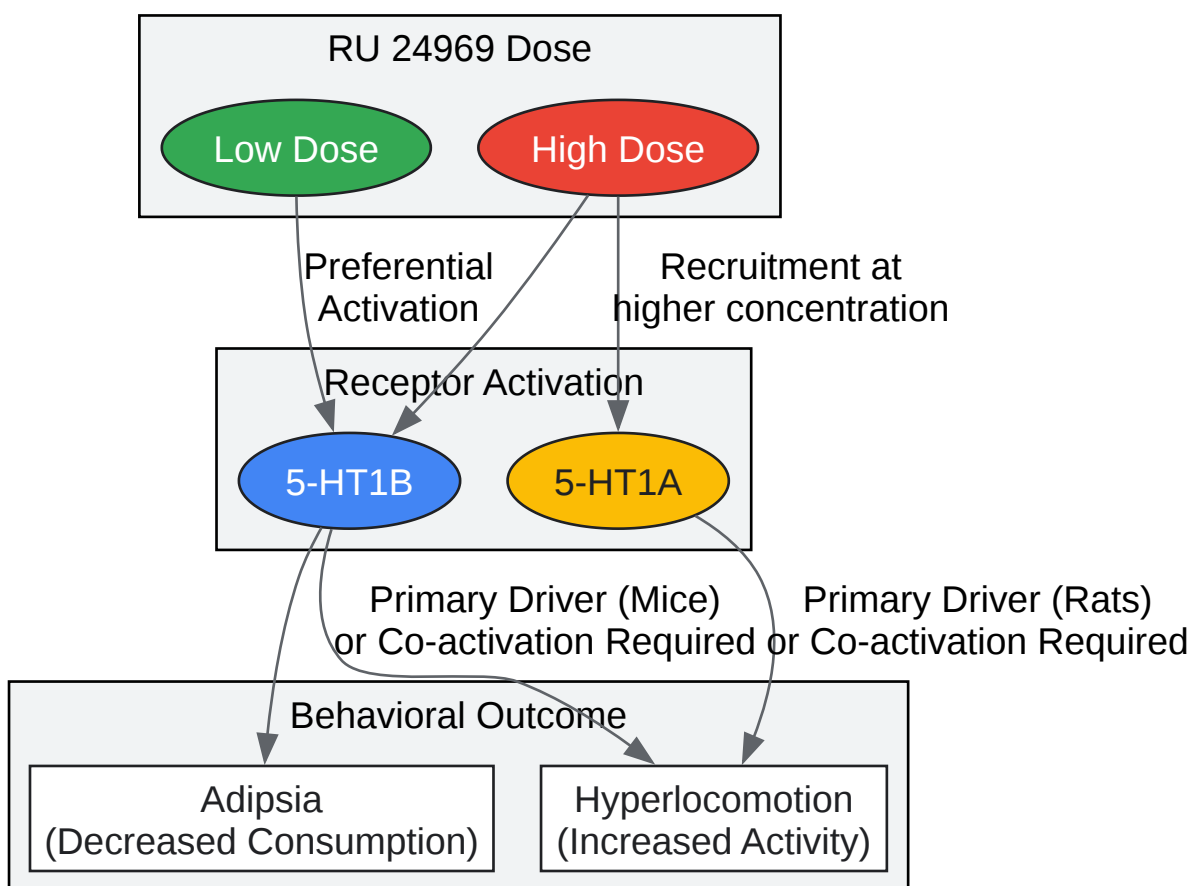 RU 24969 Dose
Low Dose
High Dose
Preferential
Activation
Recruitment at
higher concentration
Receptor Activation
5-HT1B
5-HT1A
Primary Driver (Mice)
or Co-activation Required
Primary Driver (Rats)
or Co-activation Required
Behavioral Outcome
Adipsia
(Decreased Consumption)
Hyperlocomotion
(Increased Activity)